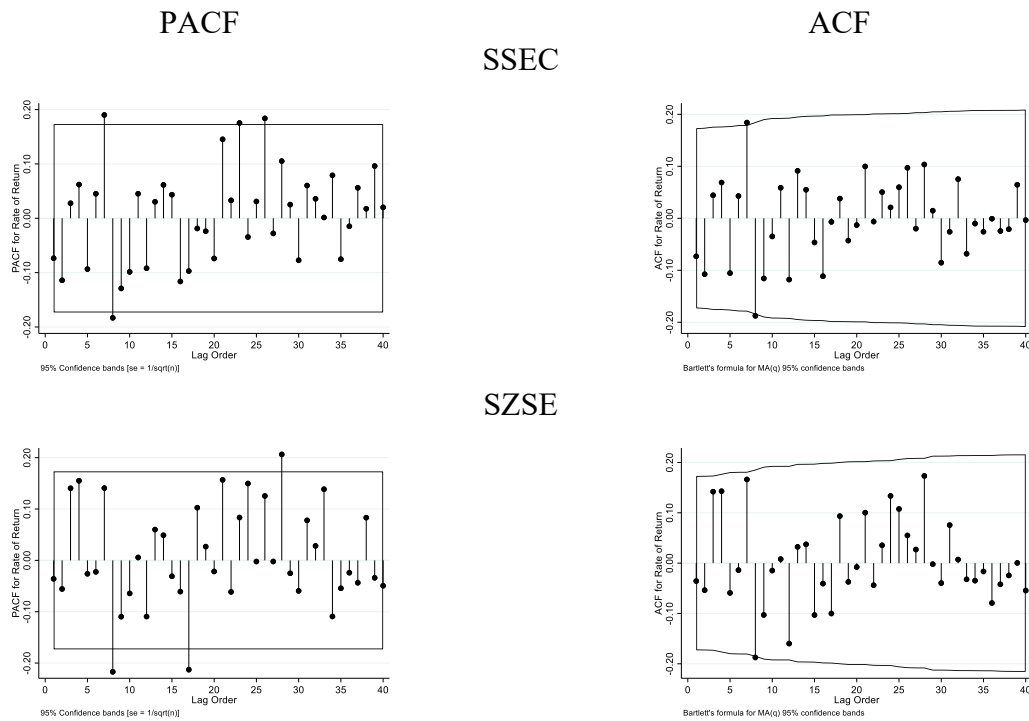 PACF
ACF
SSEC
PACF for Rate of Return
0.20
0.10
0.00
-0.10
-0.20
0 5 10 15 20 25 30 35 40
Lag Order
95% Confidence bands [se = 1/sqrt(n)]
ACF for Rate of Return
0.20
0.10
0.00
-0.10
-0.20
0 5 10 15 20 25 30 35 40
Lag Order
Bartlett's formula for MA(q) 95% confidence bands
SZSE
PACF for Rate of Return
0.20
0.10
0.00
-0.10
-0.20
0 5 10 15 20 25 30 35 40
Lag Order
95% Confidence bands [se = 1/sqrt(n)]
ACF for Rate of Return
0.20
0.10
0.00
-0.10
-0.20
0 5 10 15 20 25 30 35 40
Lag Order
Bartlett's formula for MA(q) 95% confidence bands